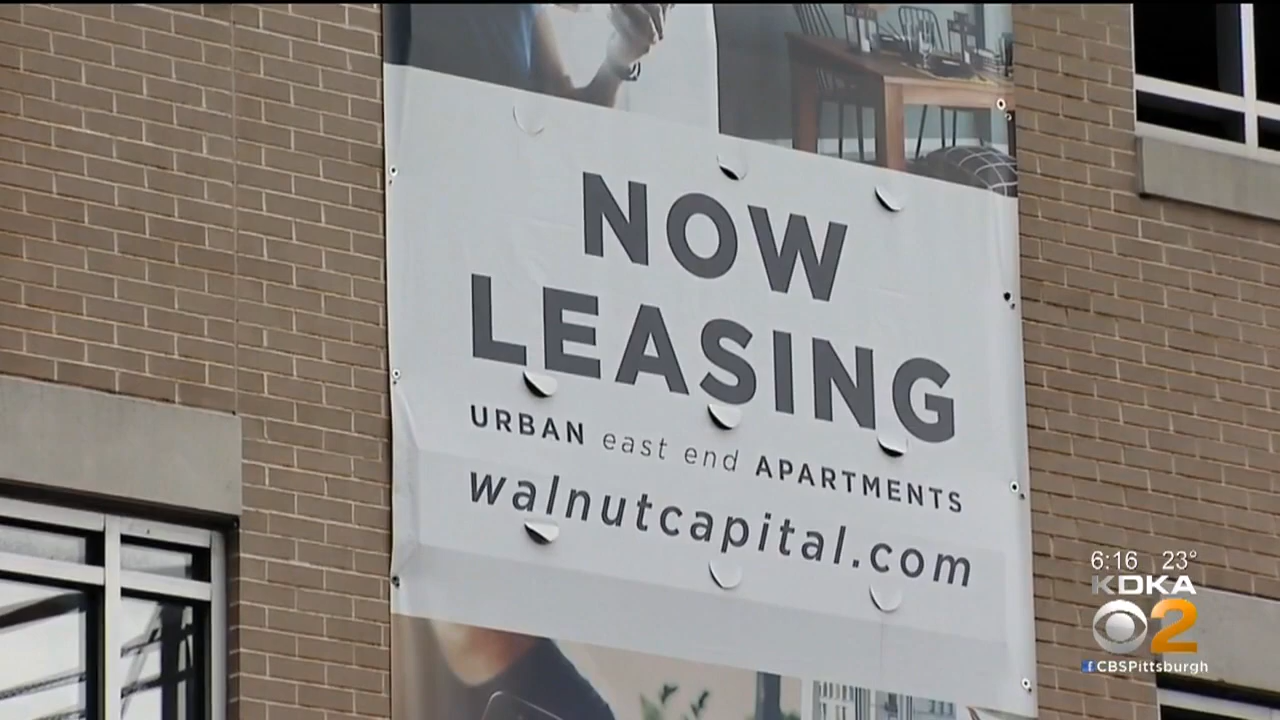 NOW
LEASING
URBAN east end APARTMENTS
walnutcapital.com
6:16 23°
KDKA
2
f CBSPittsburgh